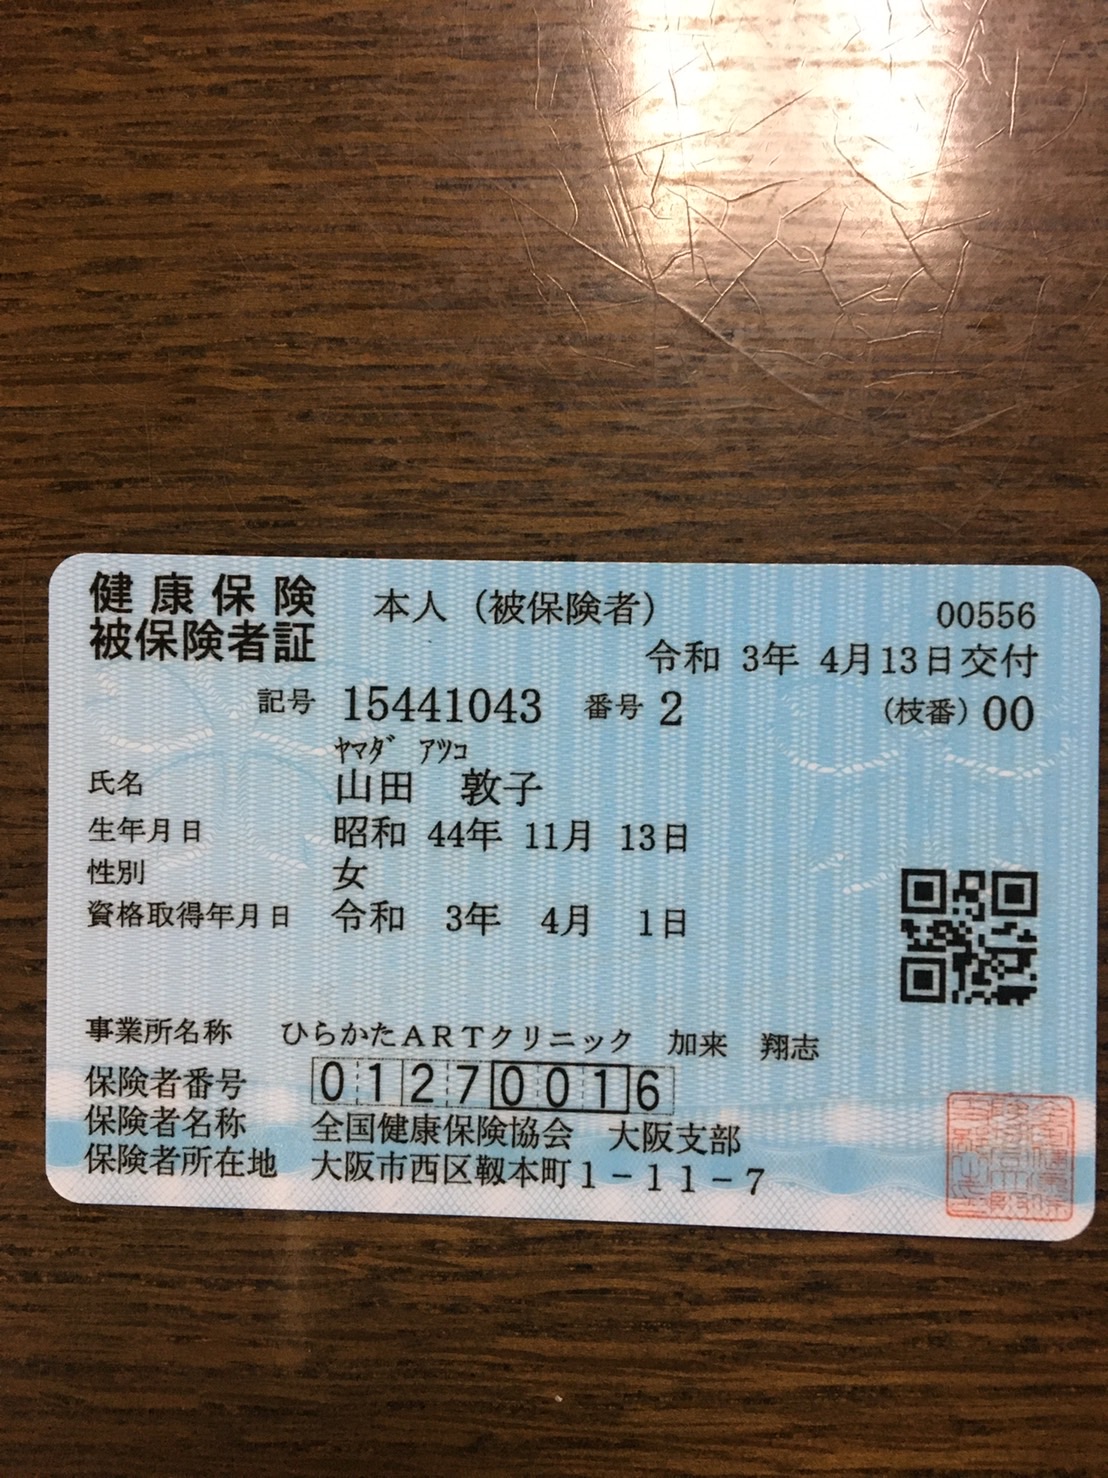 健康保険
被保険者証
本人（被保険者）
00556
令和 3年 4月13日交付
記号 15441043 番号 2 （枝番）00
ﾔﾏﾀﾞ ｱﾂｺ
氏名 山田 敦子
生年月日 昭和 44年 11月 13日
性別 女
資格取得年月日 令和 3年 4月 1日
事業所名称 ひらかたＡＲＴクリニック 加来 翔志
保険者番号 01270016
保険者名称 全国健康保険協会 大阪支部
保険者所在地 大阪市西区靱本町１－１１－７